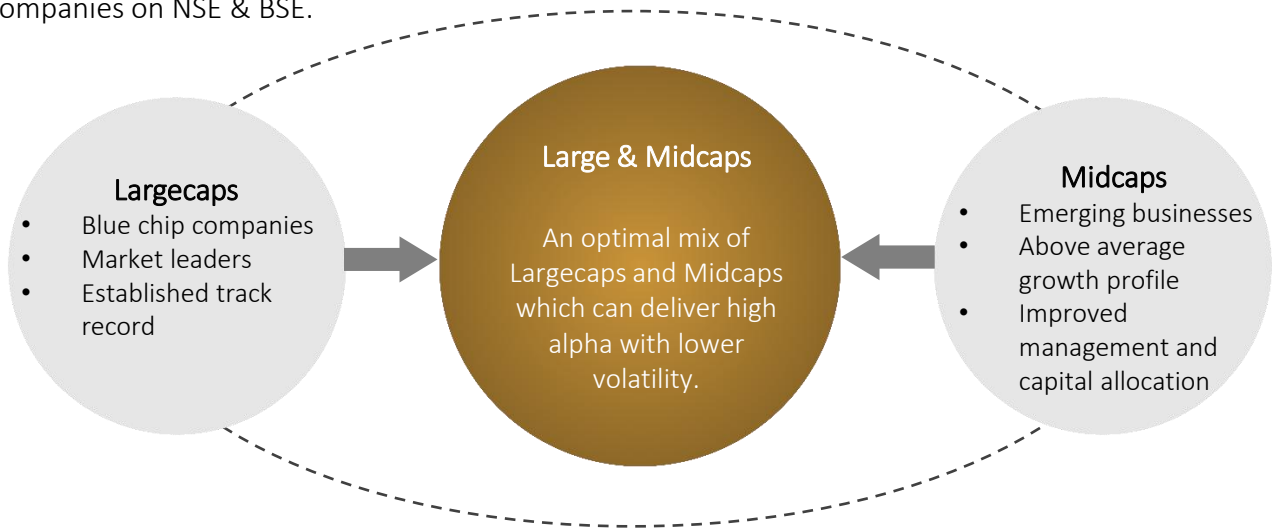 ompanies on NSE & BSE.
Largecaps
• Blue chip companies
• Market leaders
• Established track
record
Large & Midcaps
An optimal mix of
Largecaps and Midcaps
which can deliver high
alpha with lower
volatility.
Midcaps
• Emerging businesses
• Above average
growth profile
• Improved
management and
capital allocation